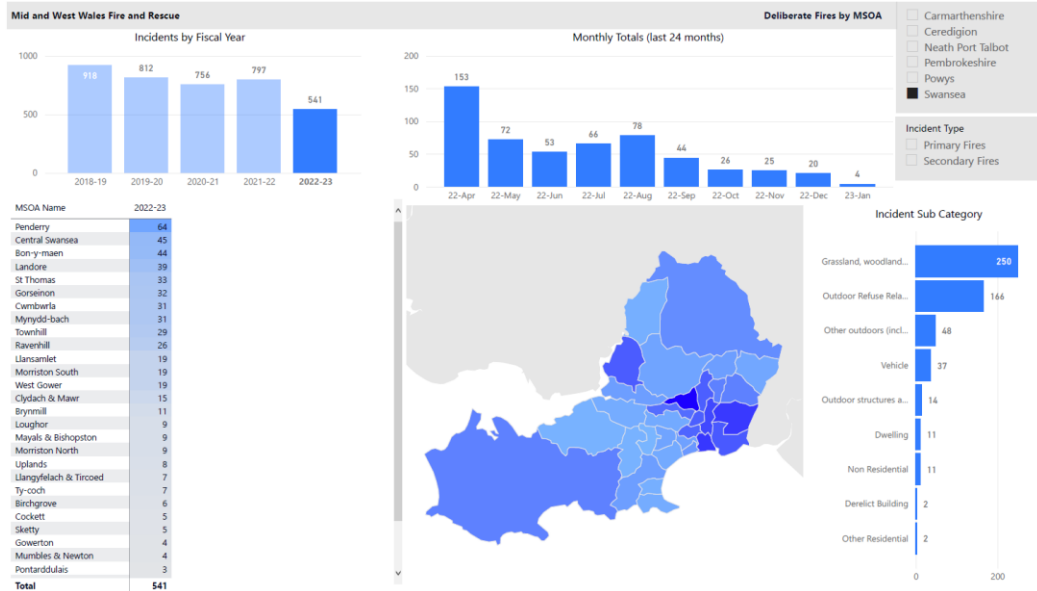 Mid and West Wales Fire and Rescue
Deliberate Fires by MSOA
Carmarthenshire
Ceredigion
Neath Port Talbot
Pembrokeshire
Powys
Swansea
Incident Type
Primary Fires
Secondary Fires
Incidents by Fiscal Year
1000
500
0
918
812
756
797
541
2018-19
2019-20
2020-21
2021-22
2022-23
Monthly Totals (last 24 months)
200
150
100
50
0
153
72
53
66
78
44
26
25
20
4
22-Apr
22-May
22-Jun
22-Jul
22-Aug
22-Sep
22-Oct
22-Nov
22-Dec
23-Jan
MSOA Name 2022-23
Penderry 64
Central Swansea 45
Bon-y-maen 44
Landore 39
St Thomas 33
Gorseinon 32
Cwmbwrla 31
Mynydd-bach 31
Townhill 29
Ravenhill 26
Llansamlet 19
Morriston South 19
West Gower 19
Clydach & Mawr 15
Brynmill 11
Loughor 9
Mayals & Bishopston 9
Morriston North 9
Uplands 8
Llangyfelach & Tircoed 7
Ty-coch 7
Birchgrove 6
Cockett 5
Sketty 5
Gowerton 4
Mumbles & Newton 4
Pontarddulais 3
Total 541
Incident Sub Category
Grassland, woodland... 250
Outdoor Refuse Rela... 166
Other outdoors (incl... 48
Vehicle 37
Outdoor structures a... 14
Dwelling 11
Non Residential 11
Derelict Building 2
Other Residential 2
0 200